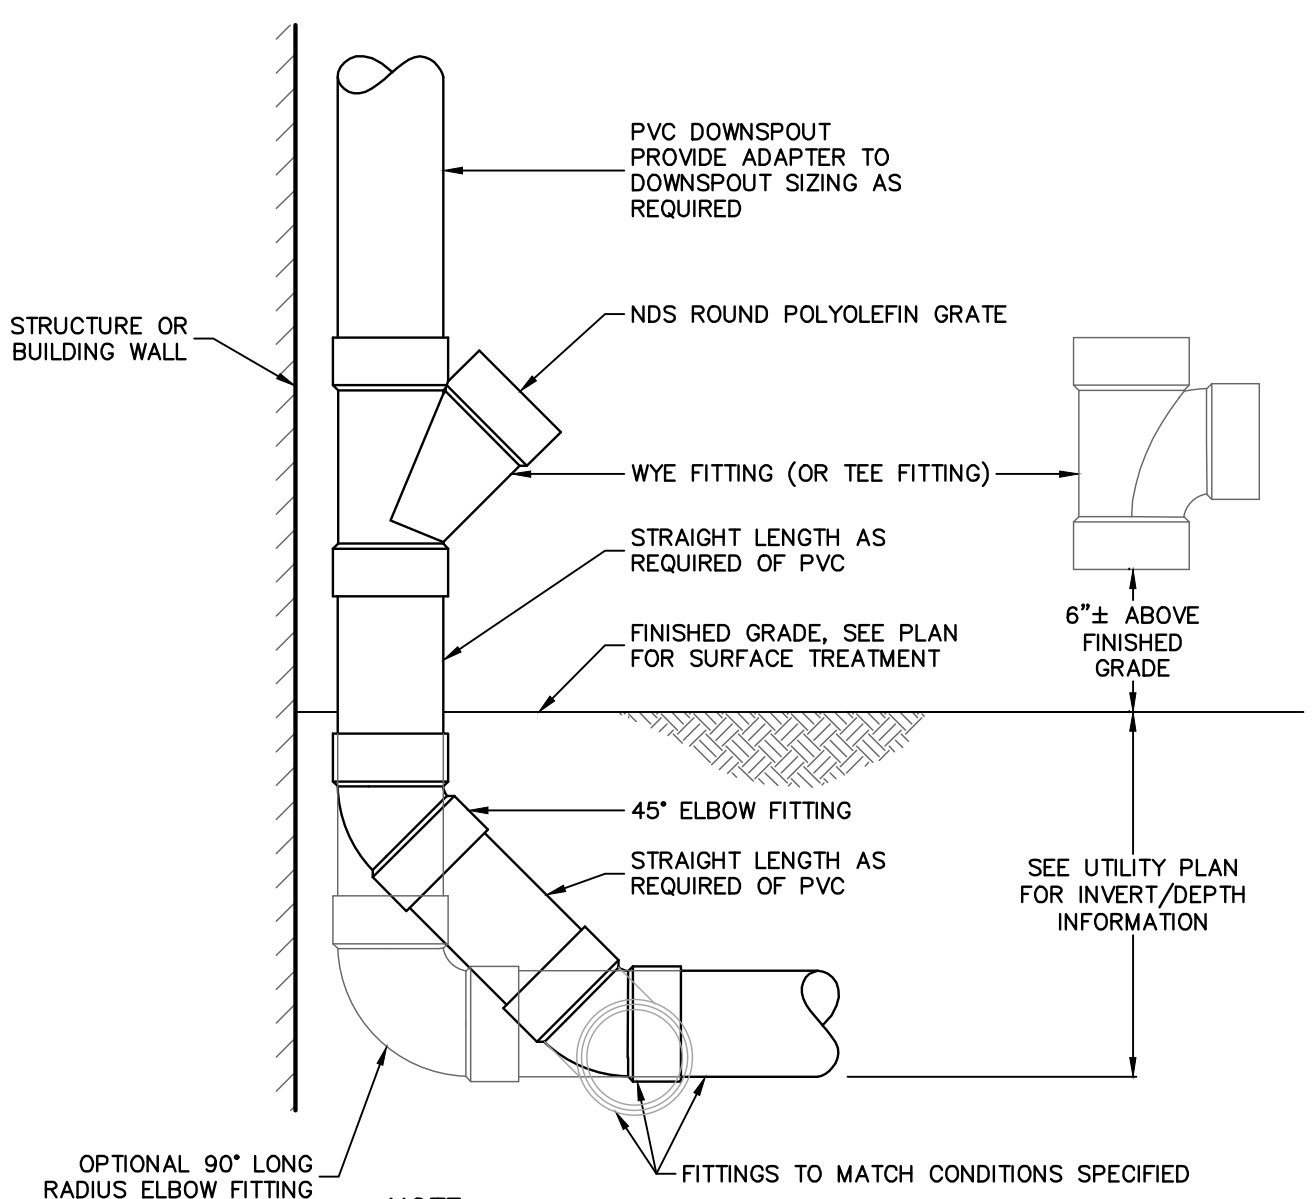 PVC DOWNSPOUT
PROVIDE ADAPTER TO
DOWNSPOUT SIZING AS
REQUIRED
NDS ROUND POLYOLEFIN GRATE
STRUCTURE OR
BUILDING WALL
WYE FITTING (OR TEE FITTING)
STRAIGHT LENGTH AS
REQUIRED OF PVC
6"± ABOVE
FINISHED
GRADE
FINISHED GRADE, SEE PLAN
FOR SURFACE TREATMENT
45° ELBOW FITTING
STRAIGHT LENGTH AS
REQUIRED OF PVC
SEE UTILITY PLAN
FOR INVERT/DEPTH
INFORMATION
OPTIONAL 90° LONG
RADIUS ELBOW FITTING
FITTINGS TO MATCH CONDITIONS SPECIFIED